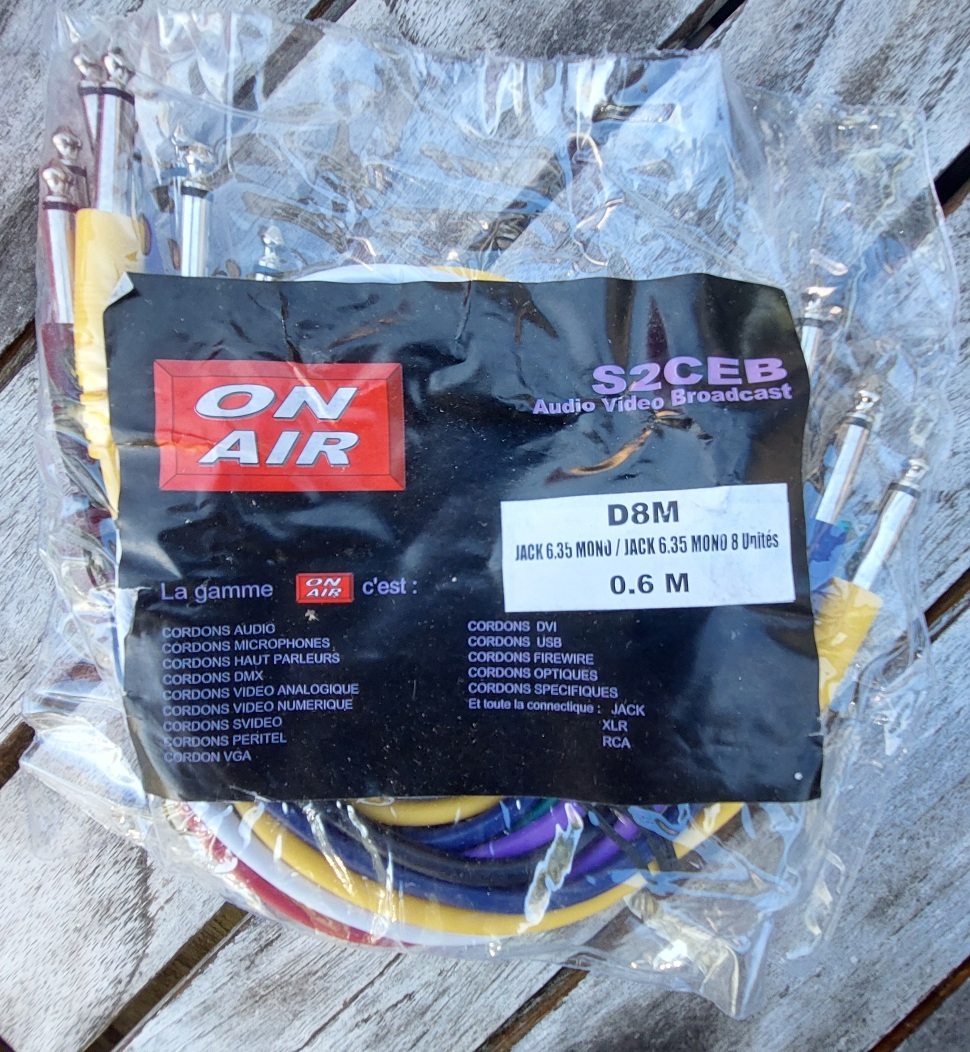 ON
AIR
S2CEB
Audio Video Broadcast
D8M
JACK 6.35 MONO / JACK 6.35 MONO 8 Unités
0.6 M
La gamme ON AIR c'est :
CORDONS AUDIO
CORDONS MICROPHONES
CORDONS HAUT PARLEURS
CORDONS DMX
CORDONS VIDEO ANALOGIQUE
CORDONS VIDEO NUMERIQUE
CORDONS SVIDEO
CORDONS PERITEL
CORDON VGA
CORDONS DVI
CORDONS USB
CORDONS FIREWIRE
CORDONS OPTIQUES
CORDONS SPECIFIQUES
Et toute la connectique : JACK
XLR
RCA